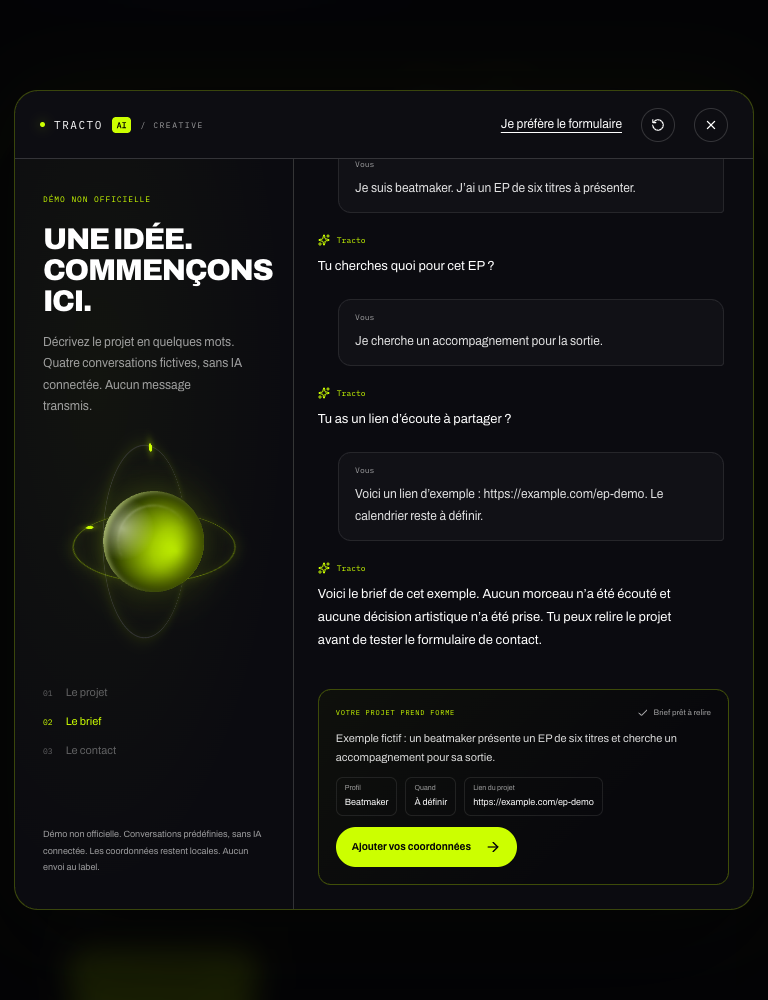 TRACTO AI / CREATIVE
Je préfère le formulaire
DÉMO NON OFFICIELLE
UNE IDÉE.
COMMENÇONS
ICI.
Décrivez le projet en quelques mots.
Quatre conversations fictives, sans IA
connectée. Aucun message
transmis.
01 Le projet
02 Le brief
03 Le contact
Démo non officielle. Conversations prédéfinies, sans IA
connectée. Les coordonnées restent locales. Aucun
envoi au label.
Vous
Je suis beatmaker. J’ai un EP de six titres à présenter.
Tracto
Tu cherches quoi pour cet EP ?
Vous
Je cherche un accompagnement pour la sortie.
Tracto
Tu as un lien d’écoute à partager ?
Vous
Voici un lien d’exemple : https://example.com/ep-demo. Le
calendrier reste à définir.
Tracto
Voici le brief de cet exemple. Aucun morceau n’a été écouté et
aucune décision artistique n’a été prise. Tu peux relire le projet
avant de tester le formulaire de contact.
VOTRE PROJET PREND FORME
Brief prêt à relire
Exemple fictif : un beatmaker présente un EP de six titres et cherche un
accompagnement pour sa sortie.
Profil
Beatmaker
Quand
À définir
Lien du projet
https://example.com/ep-demo
Ajouter vos coordonnées